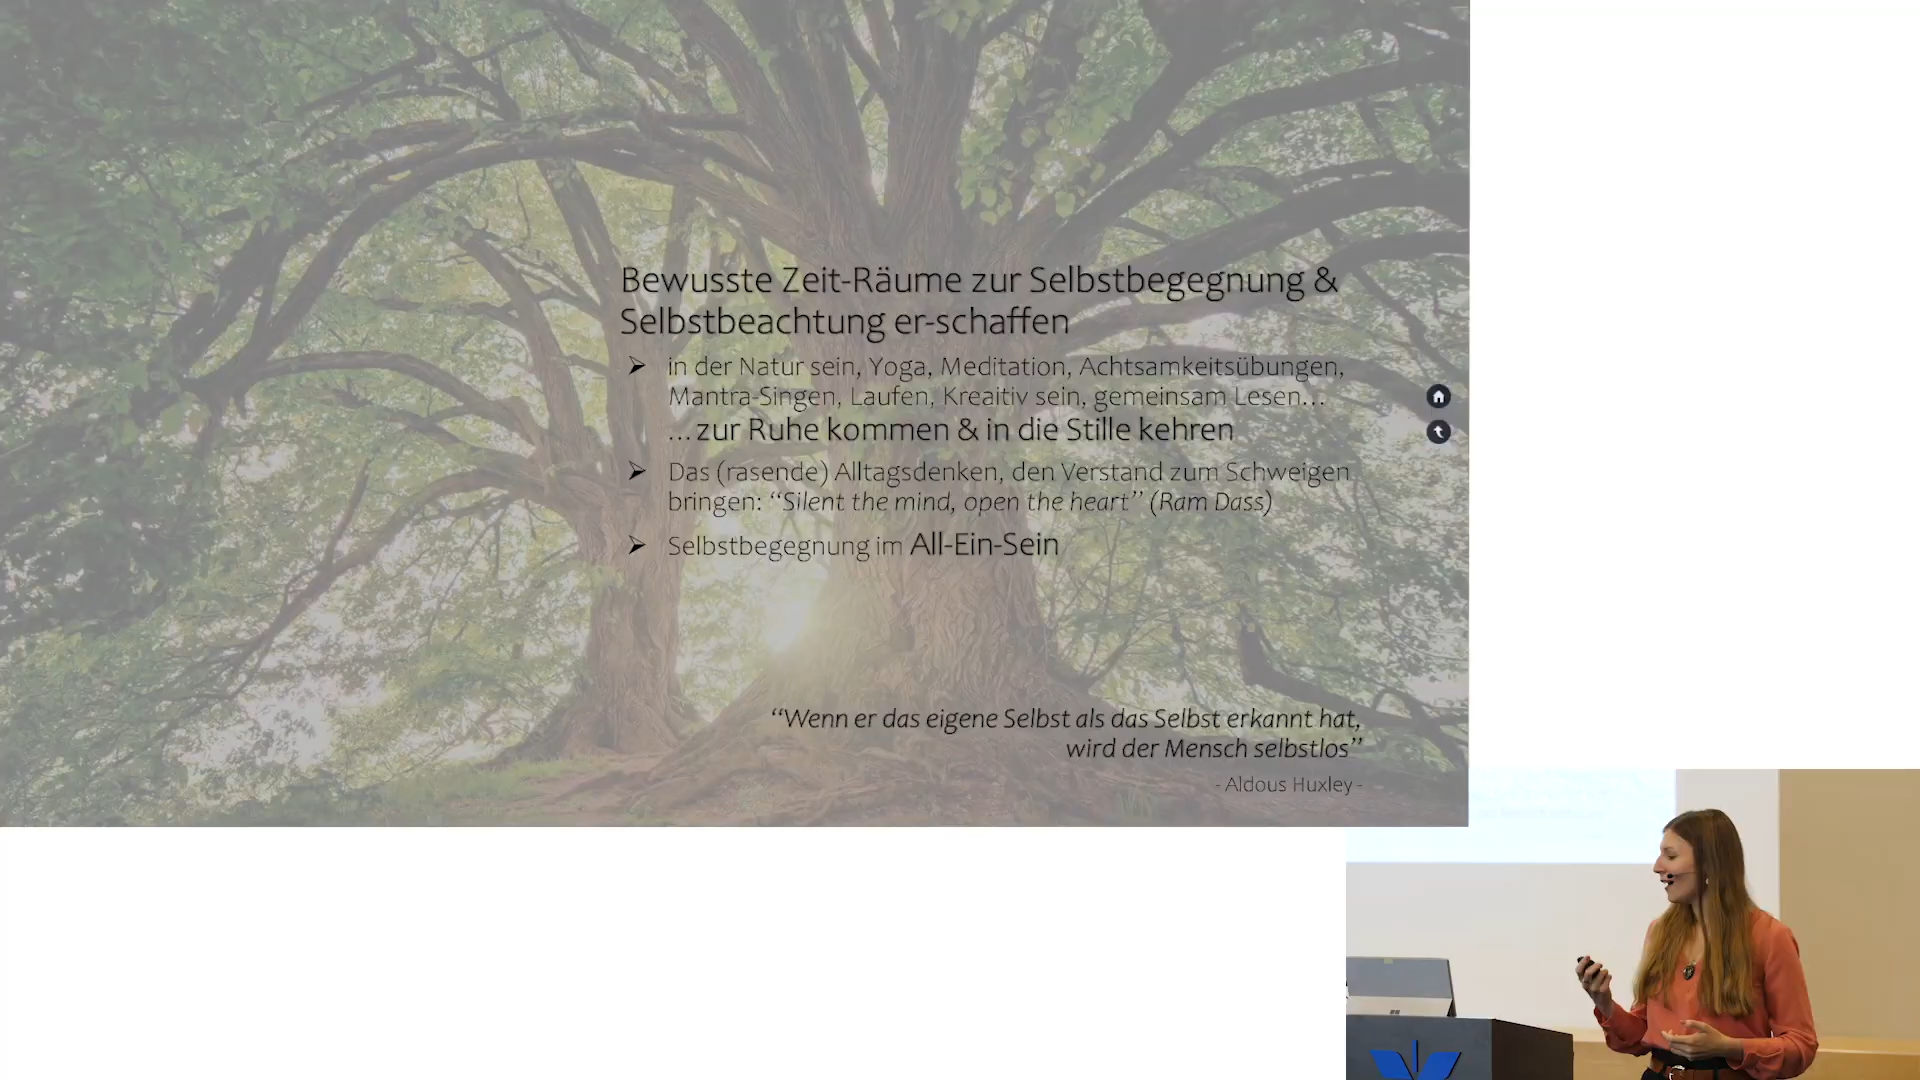 Bewusste Zeit-Räume zur Selbstbegegnung &
Selbstbeachtung er-schaffen
➢ in der Natur sein, Yoga, Meditation, Achtsamkeitsübungen,
Mantra-Singen, Laufen, Kreaitiv sein, gemeinsam Lesen...
...zur Ruhe kommen & in die Stille kehren
➢ Das (rasende) Alltagsdenken, den Verstand zum Schweigen
bringen: “Silent the mind, open the heart” (Ram Dass)
➢ Selbstbegegnung im All-Ein-Sein
“Wenn er das eigene Selbst als das Selbst erkannt hat,
wird der Mensch selbstlos”
- Aldous Huxley -